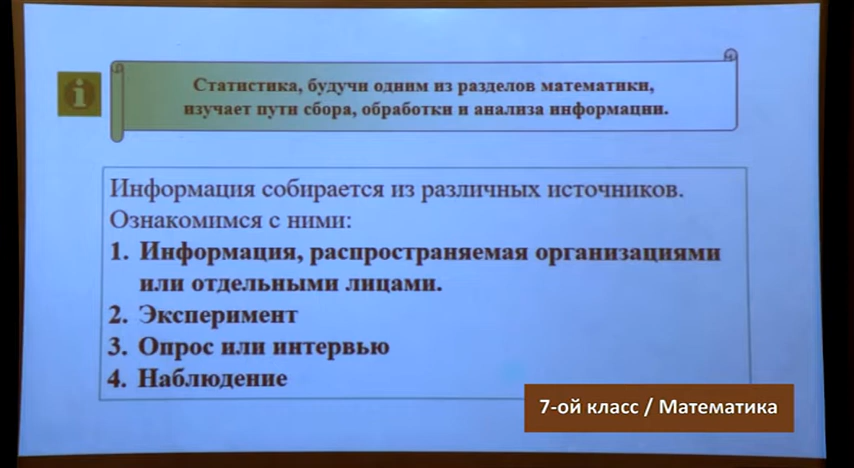 Статистика, будучи одним из разделов математики,
изучает пути сбора, обработки и анализа информации.
Информация собирается из различных источников.
Ознакомимся с ними:
1. Информация, распространяемая организациями
или отдельными лицами.
2. Эксперимент
3. Опрос или интервью
4. Наблюдение
7-ой класс / Математика